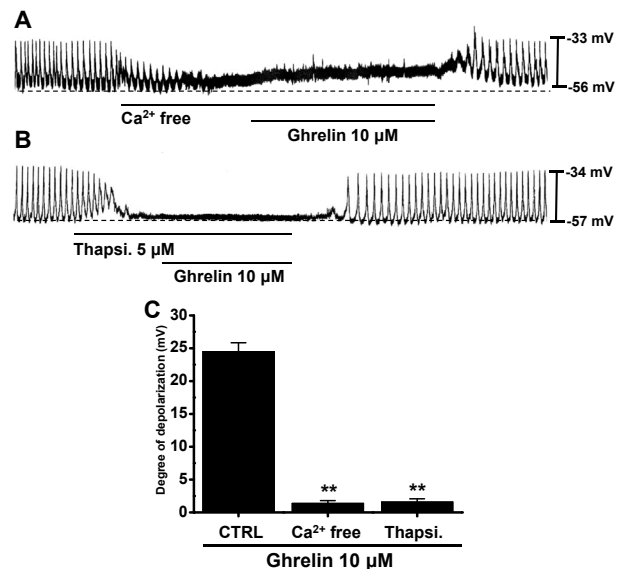 A
-33 mV
-56 mV
Ca²⁺ free
Ghrelin 10 µM
B
-34 mV
-57 mV
Thapsi. 5 µM
Ghrelin 10 µM
C
Degree of depolarization (mV)
30
25
20
15
10
5
0
** **
CTRL Ca²⁺ free Thapsi.
Ghrelin 10 µM